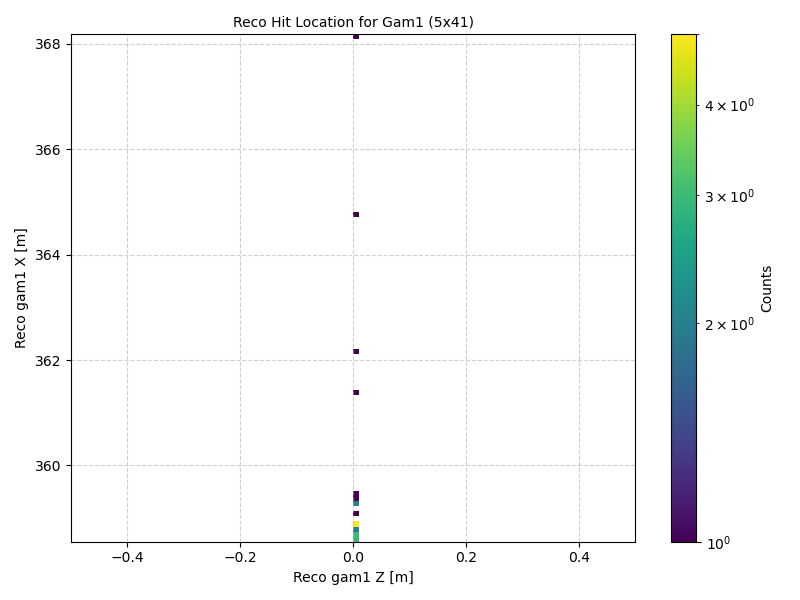 Reco Hit Location for Gam1 (5x41)
368
366
364
362
360
Reco gam1 X [m]
−0.4
−0.2
0.0
0.2
0.4
Reco gam1 Z [m]
4 × 10⁰
3 × 10⁰
2 × 10⁰
10⁰
Counts